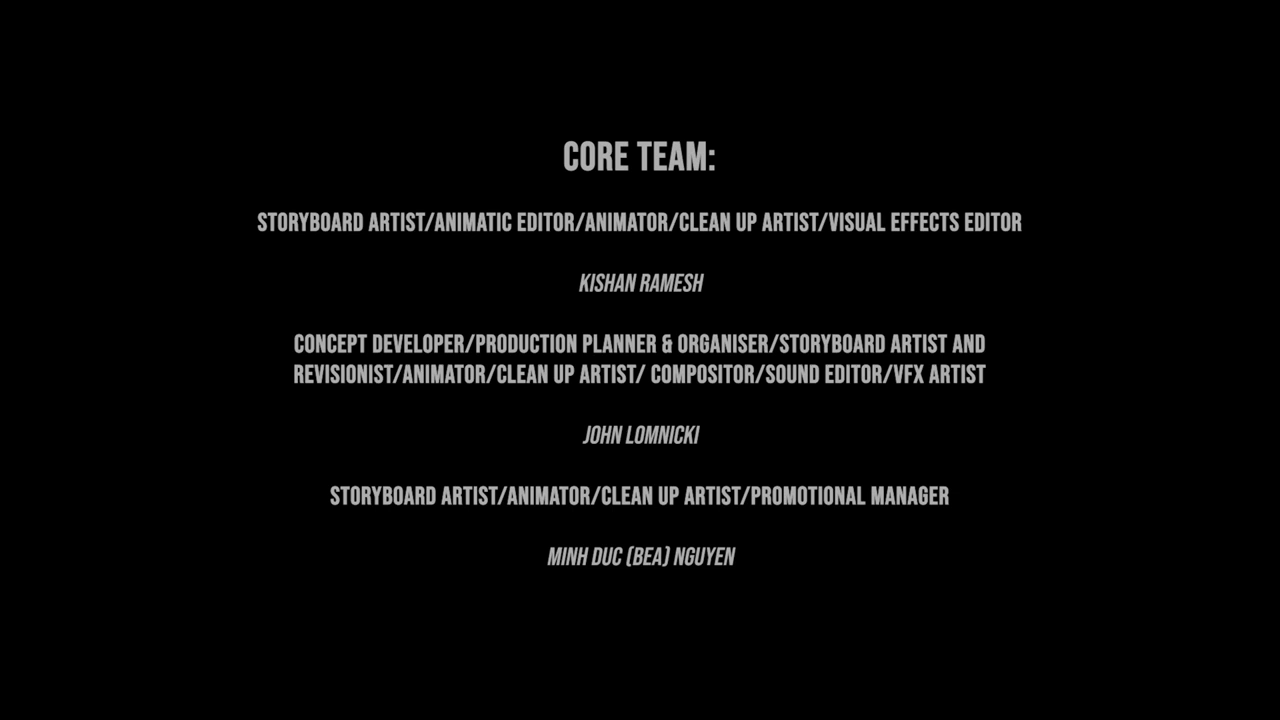 CORE TEAM:
STORYBOARD ARTIST/ANIMATIC EDITOR/ANIMATOR/CLEAN UP ARTIST/VISUAL EFFECTS EDITOR
KISHAN RAMESH
CONCEPT DEVELOPER/PRODUCTION PLANNER & ORGANISER/STORYBOARD ARTIST AND
REVISIONIST/ANIMATOR/CLEAN UP ARTIST/ COMPOSITOR/SOUND EDITOR/VFX ARTIST
JOHN LOMNICKI
STORYBOARD ARTIST/ANIMATOR/CLEAN UP ARTIST/PROMOTIONAL MANAGER
MINH DUC (BEA) NGUYEN